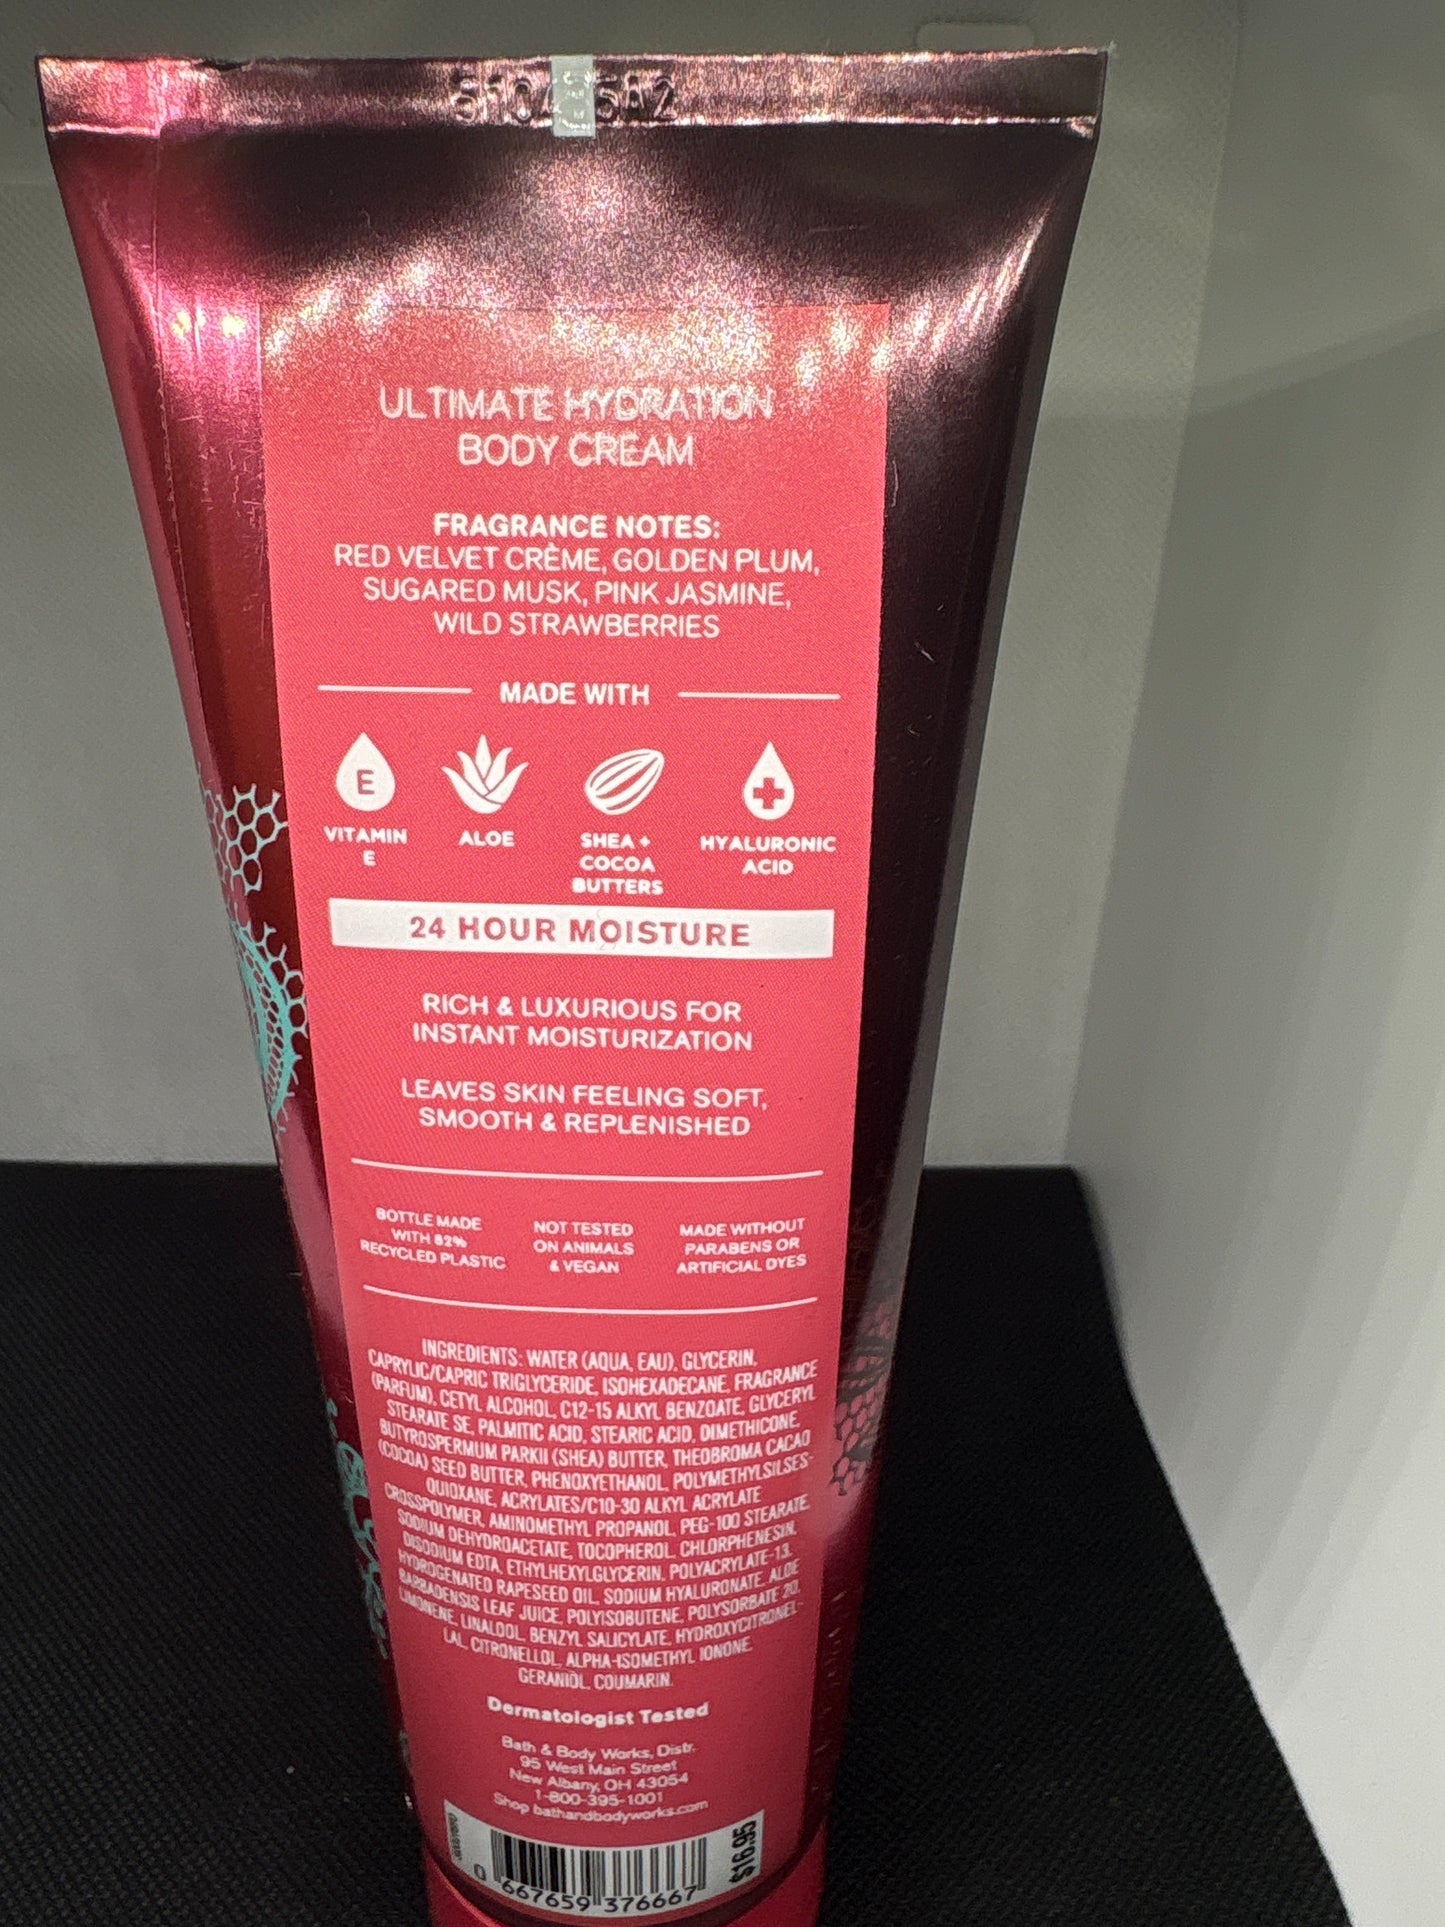 ULTIMATE HYDRATION
BODY CREAM
FRAGRANCE NOTES:
RED VELVET CRÈME, GOLDEN PLUM,
SUGARED MUSK, PINK JASMINE,
WILD STRAWBERRIES
MADE WITH
E
VITAMIN
E
ALOE
SHEA +
COCOA
BUTTERS
HYALURONIC
ACID
24 HOUR MOISTURE
RICH & LUXURIOUS FOR
INSTANT MOISTURIZATION
LEAVES SKIN FEELING SOFT,
SMOOTH & REPLENISHED
BOTTLE MADE
WITH 82%
RECYCLED PLASTIC
NOT TESTED
ON ANIMALS
& VEGAN
MADE WITHOUT
PARABENS OR
ARTIFICIAL DYES
INGREDIENTS: WATER (AQUA, EAU), GLYCERIN,
CAPRYLIC/CAPRIC TRIGLYCERIDE, ISOHEXADECANE, FRAGRANCE
(PARFUM), CETYL ALCOHOL, C12-15 ALKYL BENZOATE, GLYCERYL
STEARATE SE, PALMITIC ACID, STEARIC ACID, DIMETHICONE,
BUTYROSPERMUM PARKII (SHEA) BUTTER, THEOBROMA CACAO
(COCOA) SEED BUTTER, PHENOXYETHANOL, POLYMETHYLSILSES-
QUIOXANE, ACRYLATES/C10-30 ALKYL ACRYLATE
CROSSPOLYMER, AMINOMETHYL PROPANOL, PEG-100 STEARATE,
SODIUM DEHYDROACETATE, TOCOPHEROL, CHLORPHENESIN,
DISODIUM EDTA, ETHYLHEXYLGLYCERIN, POLYACRYLATE-13,
HYDROGENATED RAPESEED OIL, SODIUM HYALURONATE, ALOE
BARBADENSIS LEAF JUICE, POLYISOBUTENE, POLYSORBATE 20,
LIMONENE, LINALOOL, BENZYL SALICYLATE, HYDROXYCITRONEL-
LAL, CITRONELLOL, ALPHA-ISOMETHYL IONONE,
GERANIOL, COUMARIN.
Dermatologist Tested
Bath & Body Works, Distr.
95 West Main Street
New Albany, OH 43054
1-800-395-1001
Shop bathandbodyworks.com
$16.95
0 667659 376667